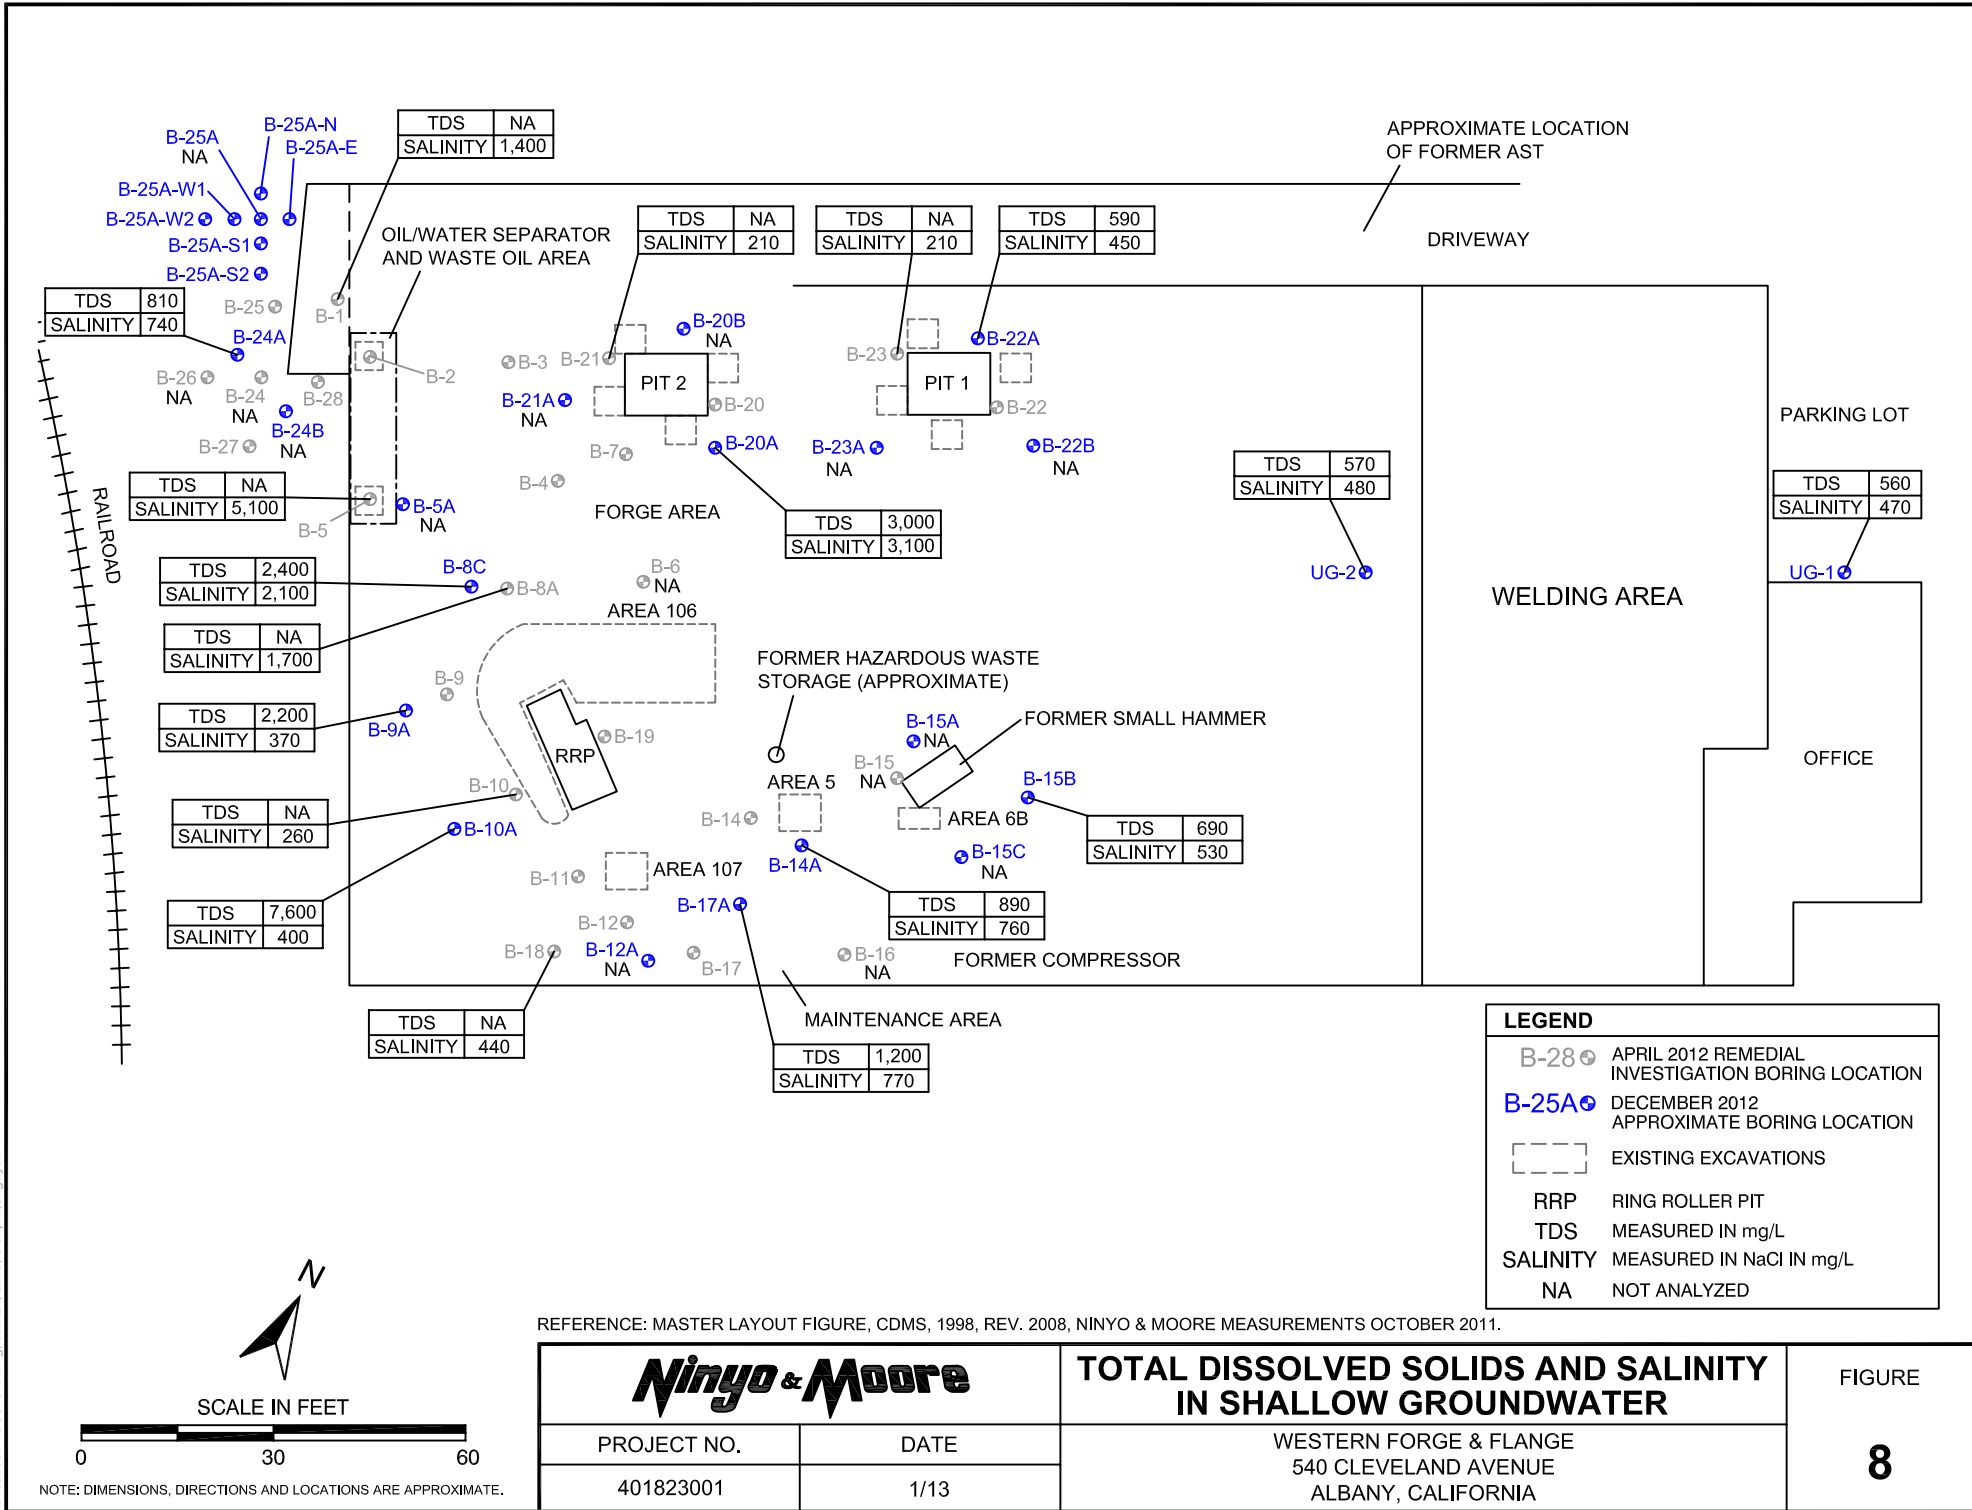 TDS NA
SALINITY 1,400
B-25A-N
B-25A
NA
B-25A-E
B-25A-W1
B-25A-W2
B-25A-S1
B-25A-S2
APPROXIMATE LOCATION
OF FORMER AST
DRIVEWAY
OIL/WATER SEPARATOR
AND WASTE OIL AREA
TDS NA
SALINITY 210
TDS NA
SALINITY 210
TDS 590
SALINITY 450
TDS 810
SALINITY 740
B-25
B-1
B-24A
B-20B
NA
B-22A
B-26
NA
B-24
NA
B-28
B-2
B-3
B-21
PIT 2
B-23
PIT 1
B-21A
NA
B-20
B-22
PARKING LOT
B-24B
NA
B-27
B-7
B-20A
B-23A
NA
B-22B
NA
B-4
TDS NA
SALINITY 5,100
B-5
B-5A
NA
FORGE AREA
TDS 3,000
SALINITY 3,100
TDS 570
SALINITY 480
TDS 560
SALINITY 470
RAILROAD
TDS 2,400
SALINITY 2,100
B-8C
B-8A
B-6
NA
AREA 106
UG-2
UG-1
WELDING AREA
TDS NA
SALINITY 1,700
FORMER HAZARDOUS WASTE
STORAGE (APPROXIMATE)
B-9
TDS 2,200
SALINITY 370
B-9A
B-19
RRP
B-15A
NA
FORMER SMALL HAMMER
B-15
NA
AREA 5
B-15B
OFFICE
B-10
TDS NA
SALINITY 260
B-10A
B-14
AREA 6B
TDS 690
SALINITY 530
B-14A
B-15C
NA
AREA 107
B-11
TDS 890
SALINITY 760
TDS 7,600
SALINITY 400
B-17A
B-12
B-18
B-12A
NA
B-17
B-16
NA
FORMER COMPRESSOR
TDS NA
SALINITY 440
MAINTENANCE AREA
TDS 1,200
SALINITY 770
LEGEND
B-28 APRIL 2012 REMEDIAL
INVESTIGATION BORING LOCATION
B-25A DECEMBER 2012
APPROXIMATE BORING LOCATION
EXISTING EXCAVATIONS
RRP RING ROLLER PIT
TDS MEASURED IN mg/L
SALINITY MEASURED IN NaCl IN mg/L
NA NOT ANALYZED
N
SCALE IN FEET
0 30 60
NOTE: DIMENSIONS, DIRECTIONS AND LOCATIONS ARE APPROXIMATE.
REFERENCE: MASTER LAYOUT FIGURE, CDMS, 1998, REV. 2008, NINYO & MOORE MEASUREMENTS OCTOBER 2011.
Ninyo & Moore
PROJECT NO. DATE
401823001 1/13
TOTAL DISSOLVED SOLIDS AND SALINITY
IN SHALLOW GROUNDWATER
WESTERN FORGE & FLANGE
540 CLEVELAND AVENUE
ALBANY, CALIFORNIA
FIGURE
8